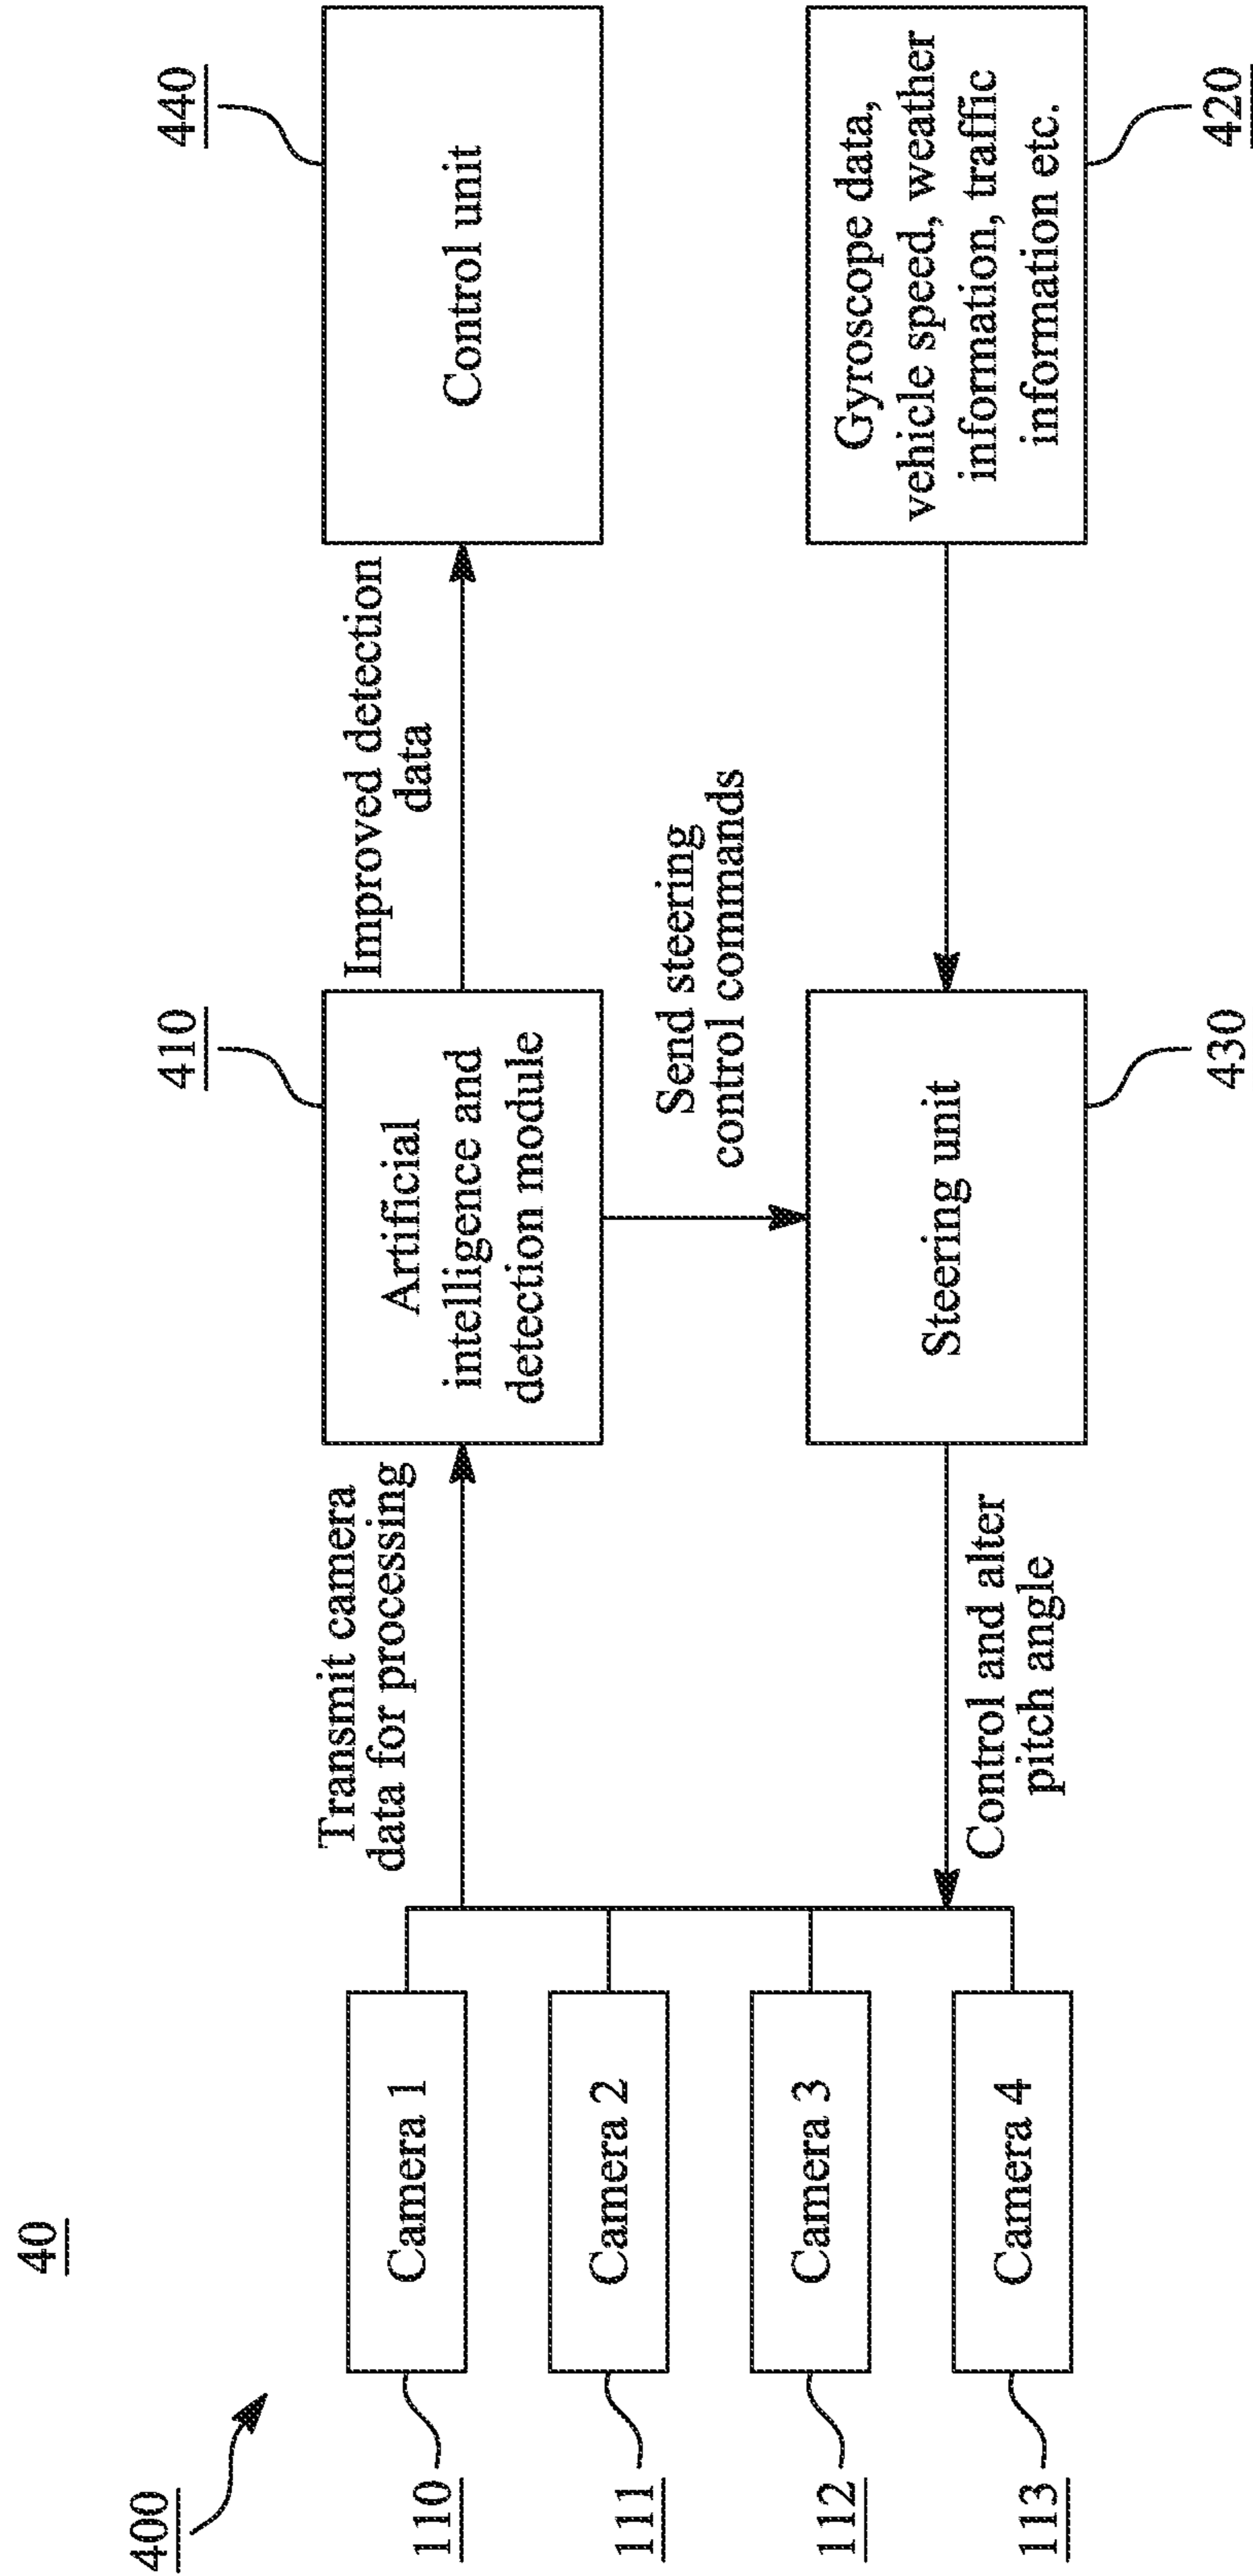 40
400
110
Camera 1
111
Camera 2
112
Camera 3
113
Camera 4
Transmit camera
data for processing
410
Artificial
intelligence and
detection module
Improved detection
data
440
Control unit
Send steering
control commands
Control and alter
pitch angle
Steering unit
430
Gyroscope data,
vehicle speed, weather
information, traffic
information etc.
420